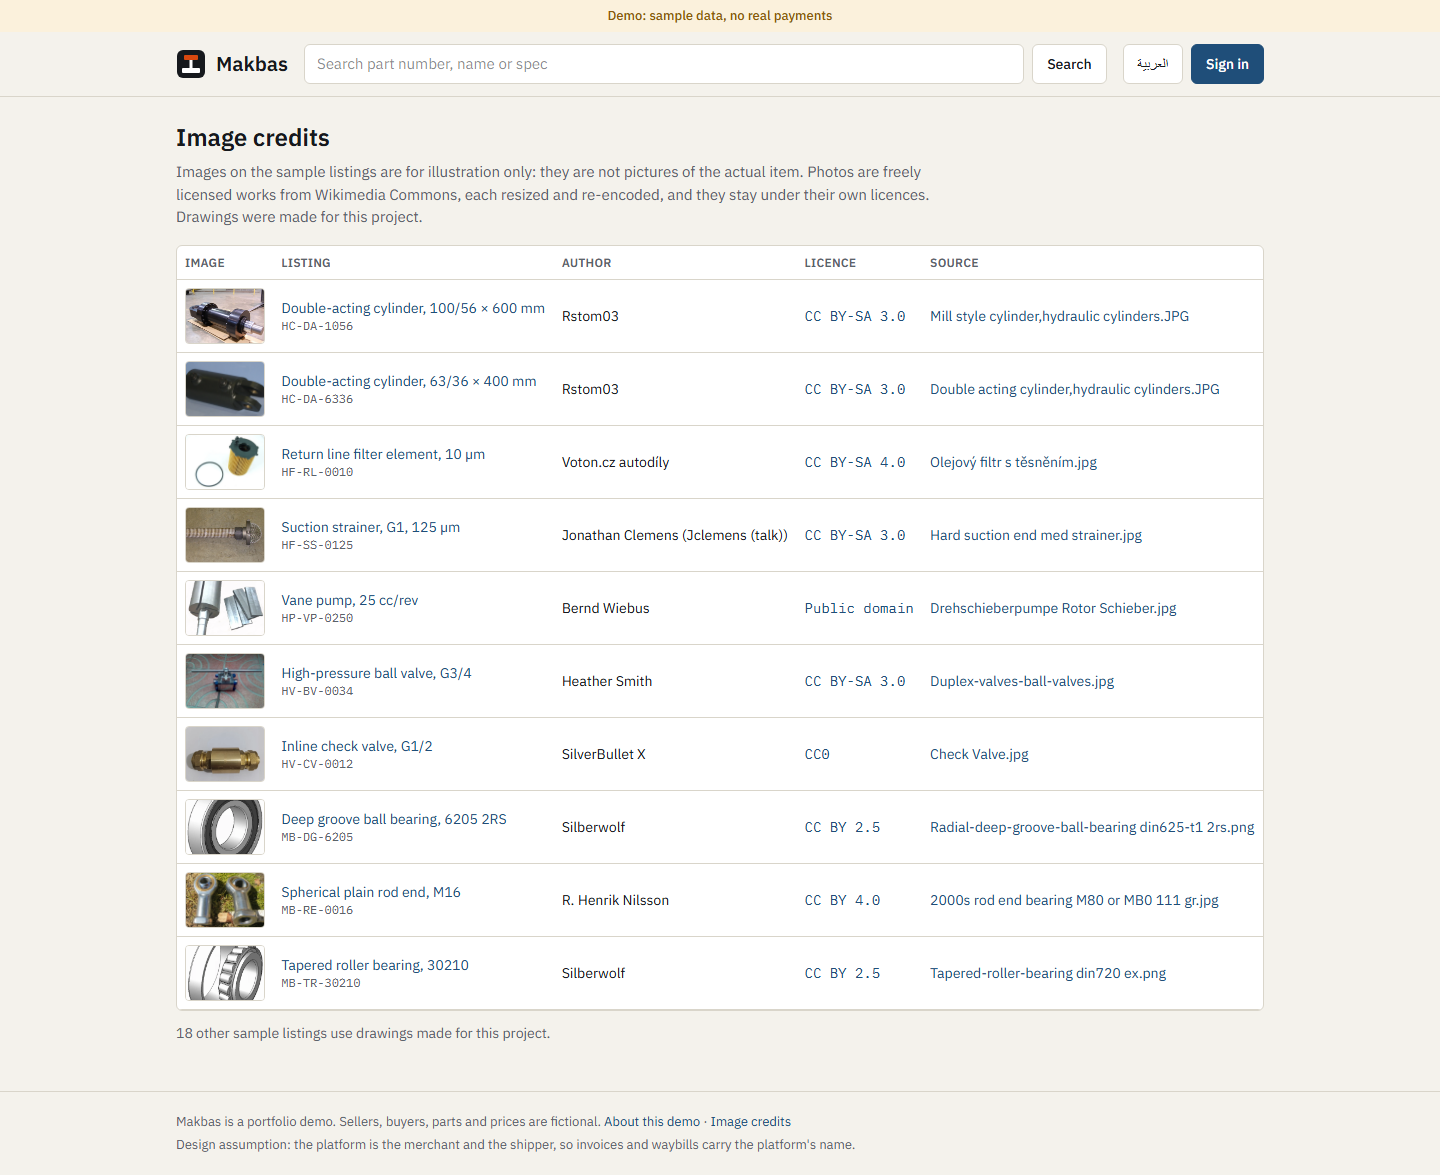 Demo: sample data, no real payments
Makbas
Search part number, name or spec
Search
العربية
Sign in
Image credits
Images on the sample listings are for illustration only: they are not pictures of the actual item. Photos are freely
licensed works from Wikimedia Commons, each resized and re-encoded, and they stay under their own licences.
Drawings were made for this project.
IMAGE LISTING AUTHOR LICENCE SOURCE
Double-acting cylinder, 100/56 × 600 mm
HC-DA-1056
Rstom03
CC BY-SA 3.0
Mill style cylinder,hydraulic cylinders.JPG
Double-acting cylinder, 63/36 × 400 mm
HC-DA-6336
Rstom03
CC BY-SA 3.0
Double acting cylinder,hydraulic cylinders.JPG
Return line filter element, 10 µm
HF-RL-0010
Voton.cz autodíly
CC BY-SA 4.0
Olejový filtr s těsněním.jpg
Suction strainer, G1, 125 µm
HF-SS-0125
Jonathan Clemens (Jclemens (talk))
CC BY-SA 3.0
Hard suction end med strainer.jpg
Vane pump, 25 cc/rev
HP-VP-0250
Bernd Wiebus
Public domain
Drehschieberpumpe Rotor Schieber.jpg
High-pressure ball valve, G3/4
HV-BV-0034
Heather Smith
CC BY-SA 3.0
Duplex-valves-ball-valves.jpg
Inline check valve, G1/2
HV-CV-0012
SilverBullet X
CC0
Check Valve.jpg
Deep groove ball bearing, 6205 2RS
MB-DG-6205
Silberwolf
CC BY 2.5
Radial-deep-groove-ball-bearing din625-t1 2rs.png
Spherical plain rod end, M16
MB-RE-0016
R. Henrik Nilsson
CC BY 4.0
2000s rod end bearing M80 or MB0 111 gr.jpg
Tapered roller bearing, 30210
MB-TR-30210
Silberwolf
CC BY 2.5
Tapered-roller-bearing din720 ex.png
18 other sample listings use drawings made for this project.
Makbas is a portfolio demo. Sellers, buyers, parts and prices are fictional. About this demo · Image credits
Design assumption: the platform is the merchant and the shipper, so invoices and waybills carry the platform's name.